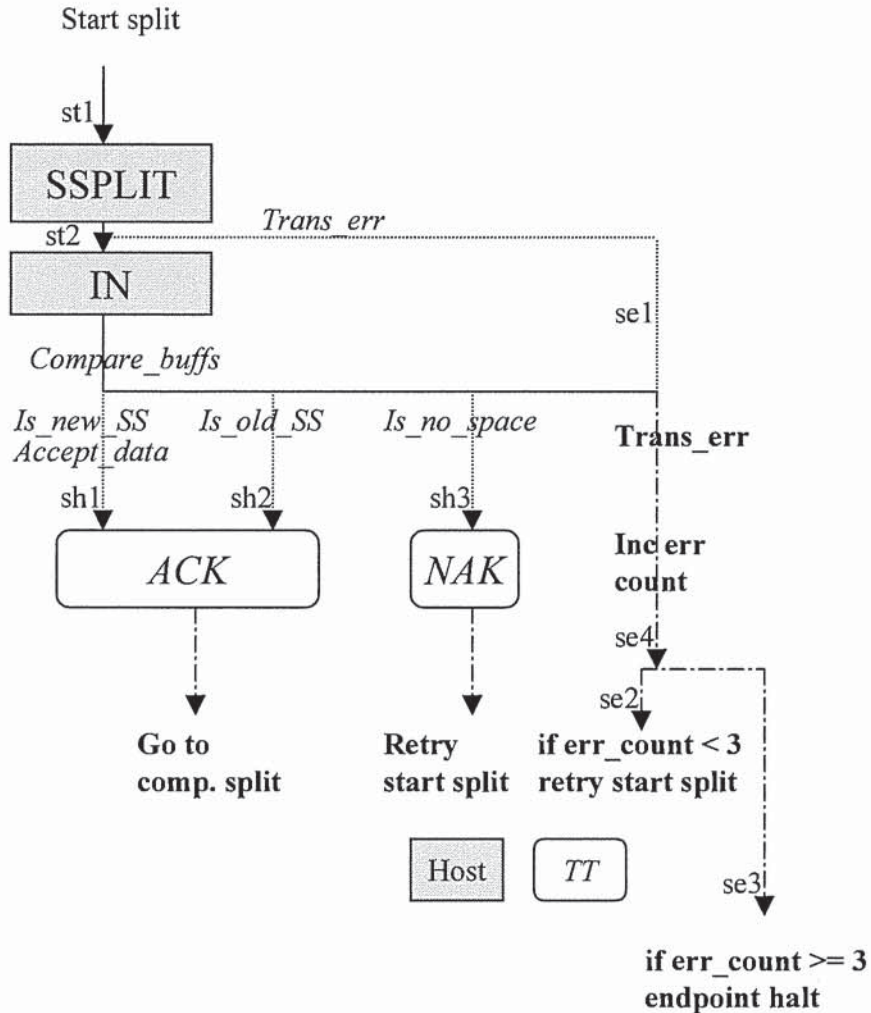 Start split
st1
SSPLIT
st2
Trans_err
IN
se1
Compare_buffs
Is_new_SS
Accept_data
Is_old_SS
Is_no_space
Trans_err
sh1
sh2
sh3
ACK
NAK
Inc err
count
se4
se2
Go to
comp. split
Retry
start split
if err_count < 3
retry start split
Host
TT
se3
if err_count >= 3
endpoint halt